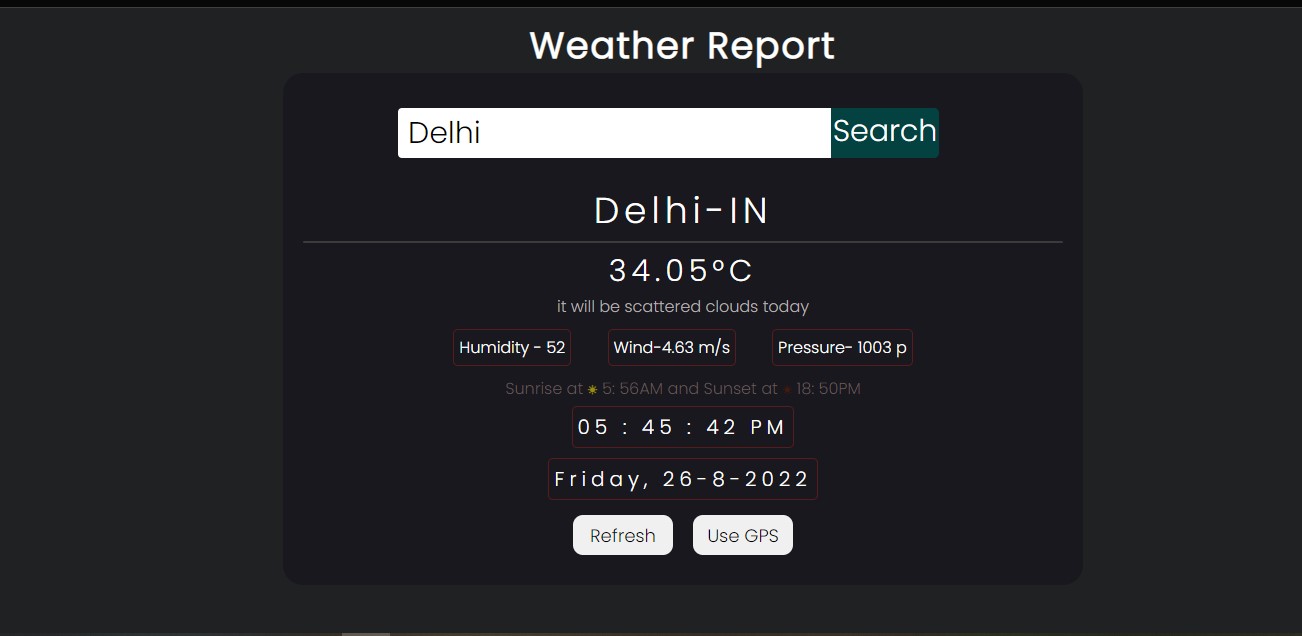 Weather Report
Delhi Search
Delhi-IN
34.05°C
it will be scattered clouds today
Humidity - 52 Wind-4.63 m/s Pressure- 1003 p
Sunrise at 5: 56AM and Sunset at 18: 50PM
05 : 45 : 42 PM
Friday, 26-8-2022
Refresh Use GPS